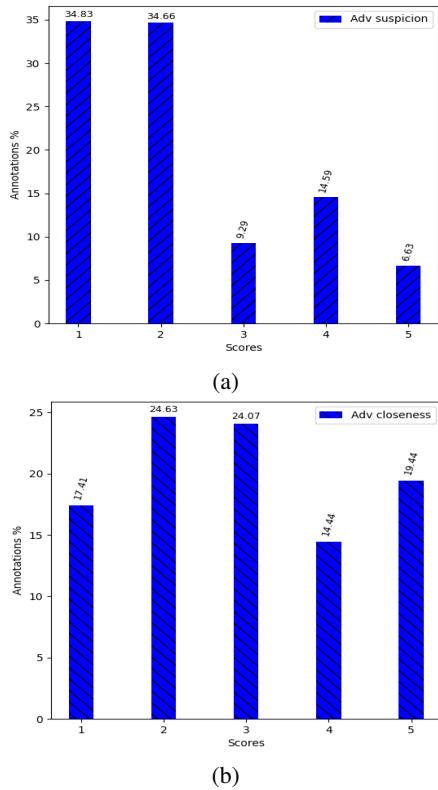 34.83
34.66
35
Adv suspicion
30
25
Annotations %
20
15
14.59
10
9.29
6.63
5
0
1 2 3 4 5
Scores
(a)
25
24.63
24.07
Adv closeness
20
19.44
17.41
Annotations %
15
14.44
10
5
0
1 2 3 4 5
Scores
(b)